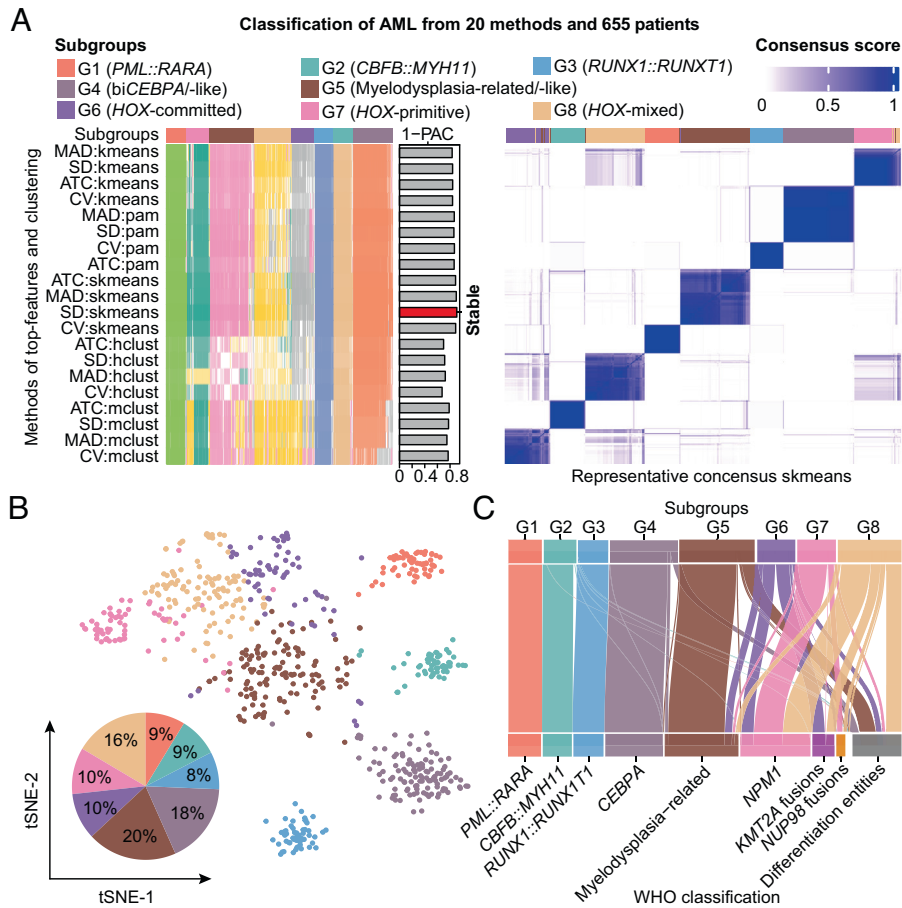 A
Classification of AML from 20 methods and 655 patients
Subgroups
G1 (PML::RARA)
G2 (CBFB::MYH11)
G3 (RUNX1::RUNXT1)
G4 (biCEBPA/-like)
G5 (Myelodysplasia-related/-like)
G6 (HOX-committed)
G7 (HOX-primitive)
G8 (HOX-mixed)
Consensus score
0 0.5 1
Subgroups
1−PAC
Methods of top-features and clustering
MAD:kmeans
SD:kmeans
ATC:kmeans
CV:kmeans
MAD:pam
SD:pam
CV:pam
ATC:pam
ATC:skmeans
MAD:skmeans
SD:skmeans
CV:skmeans
ATC:hclust
SD:hclust
MAD:hclust
CV:hclust
ATC:mclust
SD:mclust
MAD:mclust
CV:mclust
Stable
0 0.4 0.8
Representative consensus skmeans
B
tSNE-2
tSNE-1
9%
9%
8%
18%
20%
10%
10%
16%
C
Subgroups
G1 G2 G3 G4 G5 G6 G7 G8
PML::RARA
CBFB::MYH11
RUNX1::RUNX1T1
CEBPA
Myelodysplasia−related
NPM1
KMT2A fusions
NUP98 fusions
Differentiation entities
WHO classification